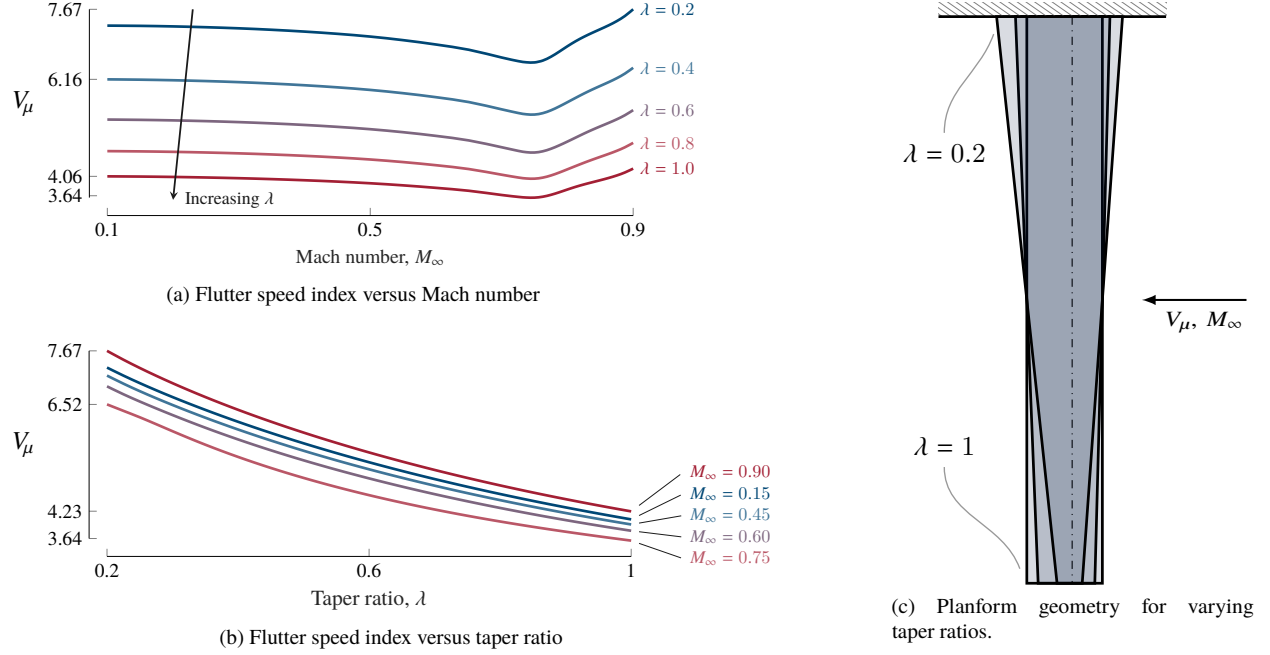 7.67
6.16
4.06
3.64
V_μ
λ = 0.2
λ = 0.4
λ = 0.6
λ = 0.8
λ = 1.0
Increasing λ
0.1 0.5 0.9
Mach number, M_∞
(a) Flutter speed index versus Mach number
7.67
6.52
4.23
3.64
V_μ
M_∞ = 0.90
M_∞ = 0.15
M_∞ = 0.45
M_∞ = 0.60
M_∞ = 0.75
0.2 0.6 1
Taper ratio, λ
(b) Flutter speed index versus taper ratio
λ = 0.2
V_μ, M_∞
λ = 1
(c) Planform geometry for varying
taper ratios.